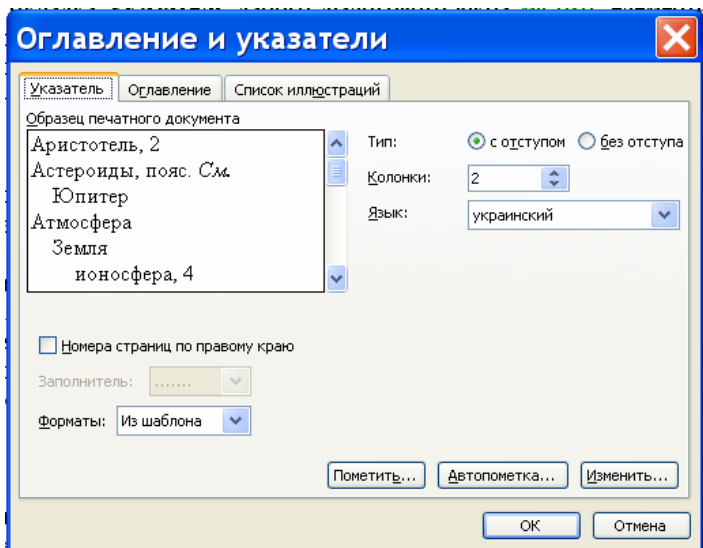 Оглавление и указатели
Указатель Оглавление Список иллюстраций
Образец печатного документа
Аристотель, 2
Астероиды, пояс. См.
Юпитер
Атмосфера
Земля
ионосфера, 4
Тип: с отступом без отступа
Колонки: 2
Язык: украинский
Номера страниц по правому краю
Заполнитель: .......
Форматы: Из шаблона
Пометить... Автопометка... Изменить...
ОК Отмена